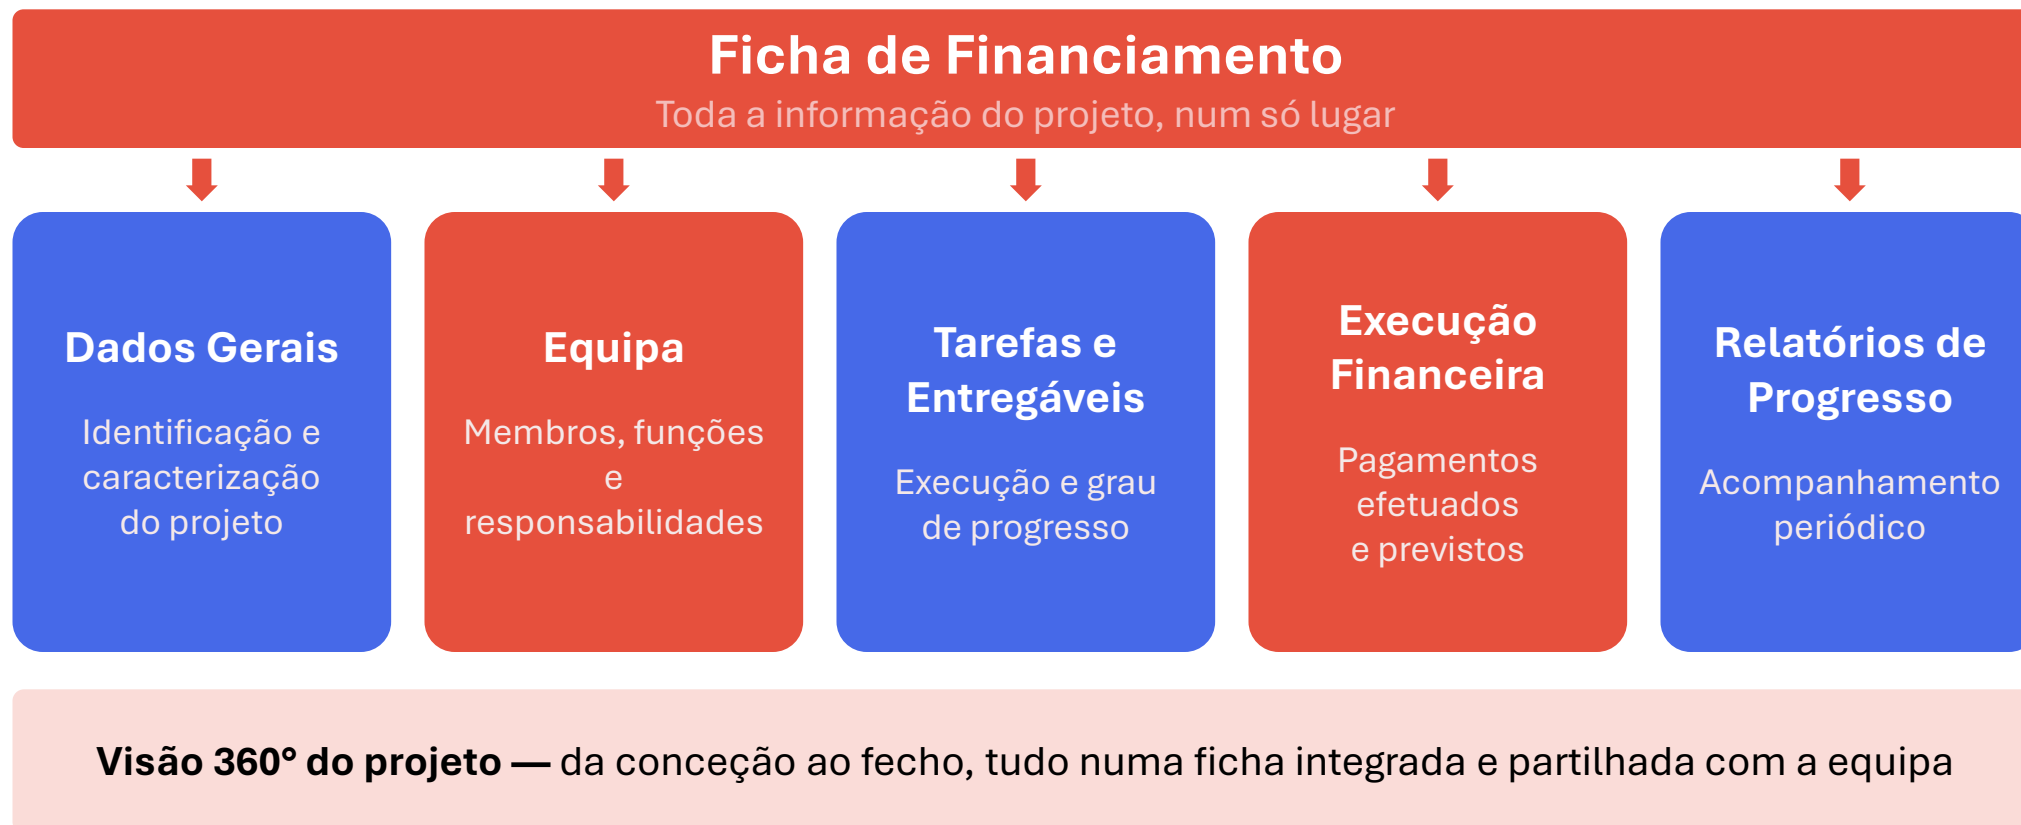 Ficha de Financiamento
Toda a informação do projeto, num só lugar
Dados Gerais
Identificação e
caracterização
do projeto
Equipa
Membros, funções
e
responsabilidades
Tarefas e
Entregáveis
Execução e grau
de progresso
Execução
Financeira
Pagamentos
efetuados
e previstos
Relatórios de
Progresso
Acompanhamento
periódico
Visão 360° do projeto — da conceção ao fecho, tudo numa ficha integrada e partilhada com a equipa